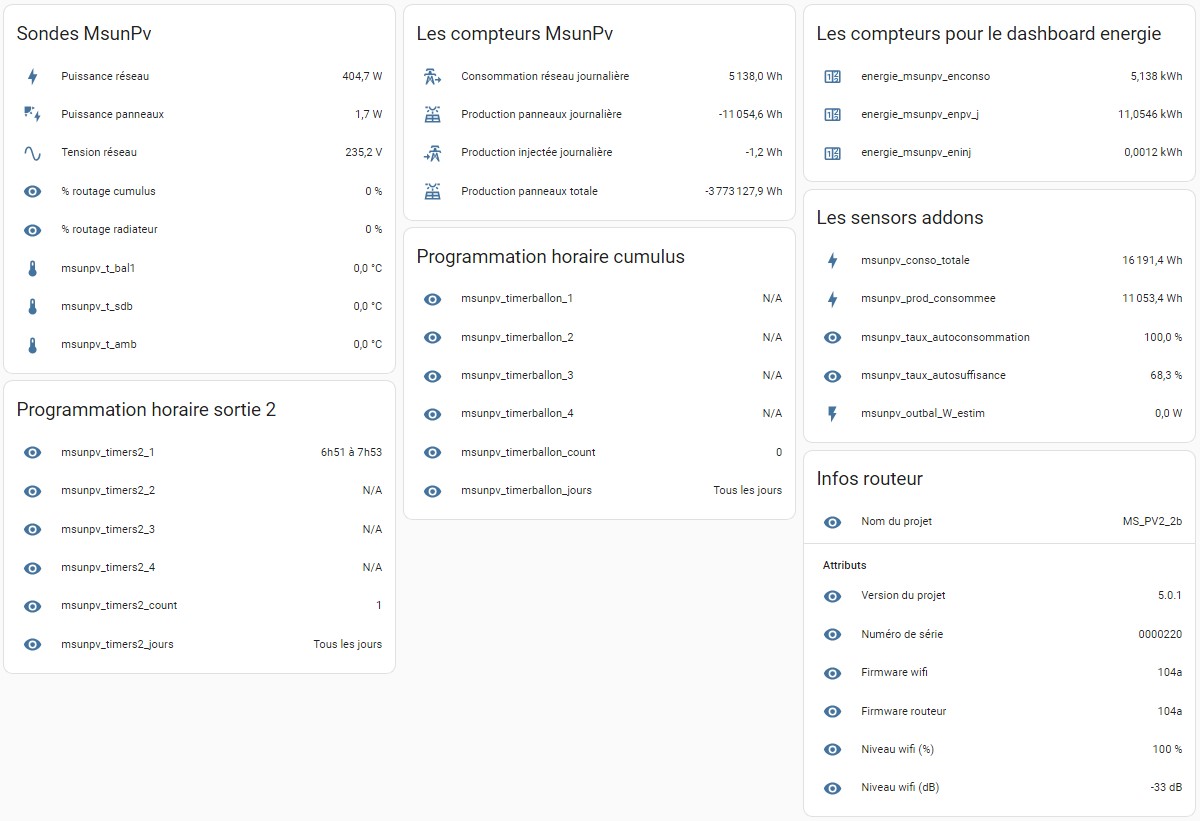 Sondes MsunPv
Puissance réseau 404,7 W
Puissance panneaux 1,7 W
Tension réseau 235,2 V
% routage cumulus 0 %
% routage radiateur 0 %
msunpv_t_bal1 0,0 °C
msunpv_t_sdb 0,0 °C
msunpv_t_amb 0,0 °C
Programmation horaire sortie 2
msunpv_timers2_1 6h51 à 7h53
msunpv_timers2_2 N/A
msunpv_timers2_3 N/A
msunpv_timers2_4 N/A
msunpv_timers2_count 1
msunpv_timers2_jours Tous les jours
Les compteurs MsunPv
Consommation réseau journalière 5 138,0 Wh
Production panneaux journalière -11 054,6 Wh
Production injectée journalière -1,2 Wh
Production panneaux totale -3 773 127,9 Wh
Programmation horaire cumulus
msunpv_timerballon_1 N/A
msunpv_timerballon_2 N/A
msunpv_timerballon_3 N/A
msunpv_timerballon_4 N/A
msunpv_timerballon_count 0
msunpv_timerballon_jours Tous les jours
Les compteurs pour le dashboard energie
energie_msunpv_enconso 5,138 kWh
energie_msunpv_enpv_j 11,0546 kWh
energie_msunpv_eninj 0,0012 kWh
Les sensors addons
msunpv_conso_totale 16 191,4 Wh
msunpv_prod_consommee 11 053,4 Wh
msunpv_taux_autoconsommation 100,0 %
msunpv_taux_autosuffisance 68,3 %
msunpv_outbal_W_estim 0,0 W
Infos routeur
Nom du projet MS_PV2_2b
Attributs
Version du projet 5.0.1
Numéro de série 0000220
Firmware wifi 104a
Firmware routeur 104a
Niveau wifi (%) 100 %
Niveau wifi (dB) -33 dB